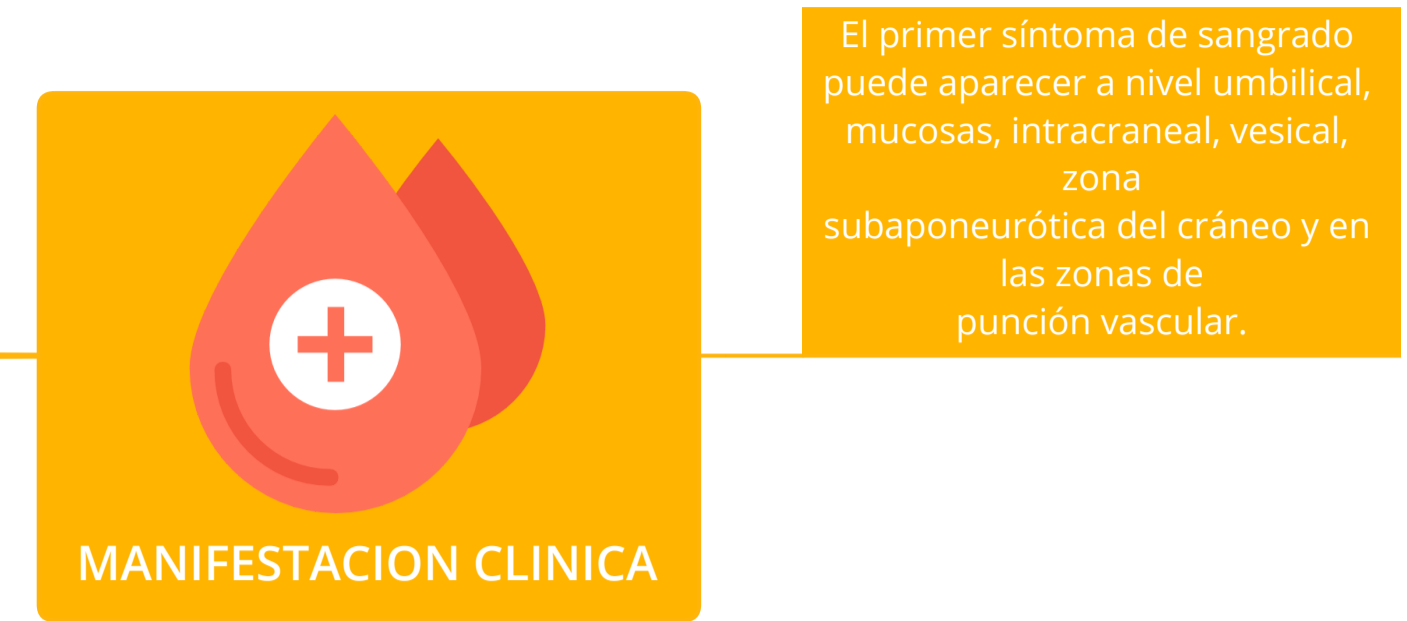 El primer síntoma de sangrado
puede aparecer a nivel umbilical,
mucosas, intracraneal, vesical,
zona
subaponeurótica del cráneo y en
las zonas de
punción vascular.
MANIFESTACION CLINICA